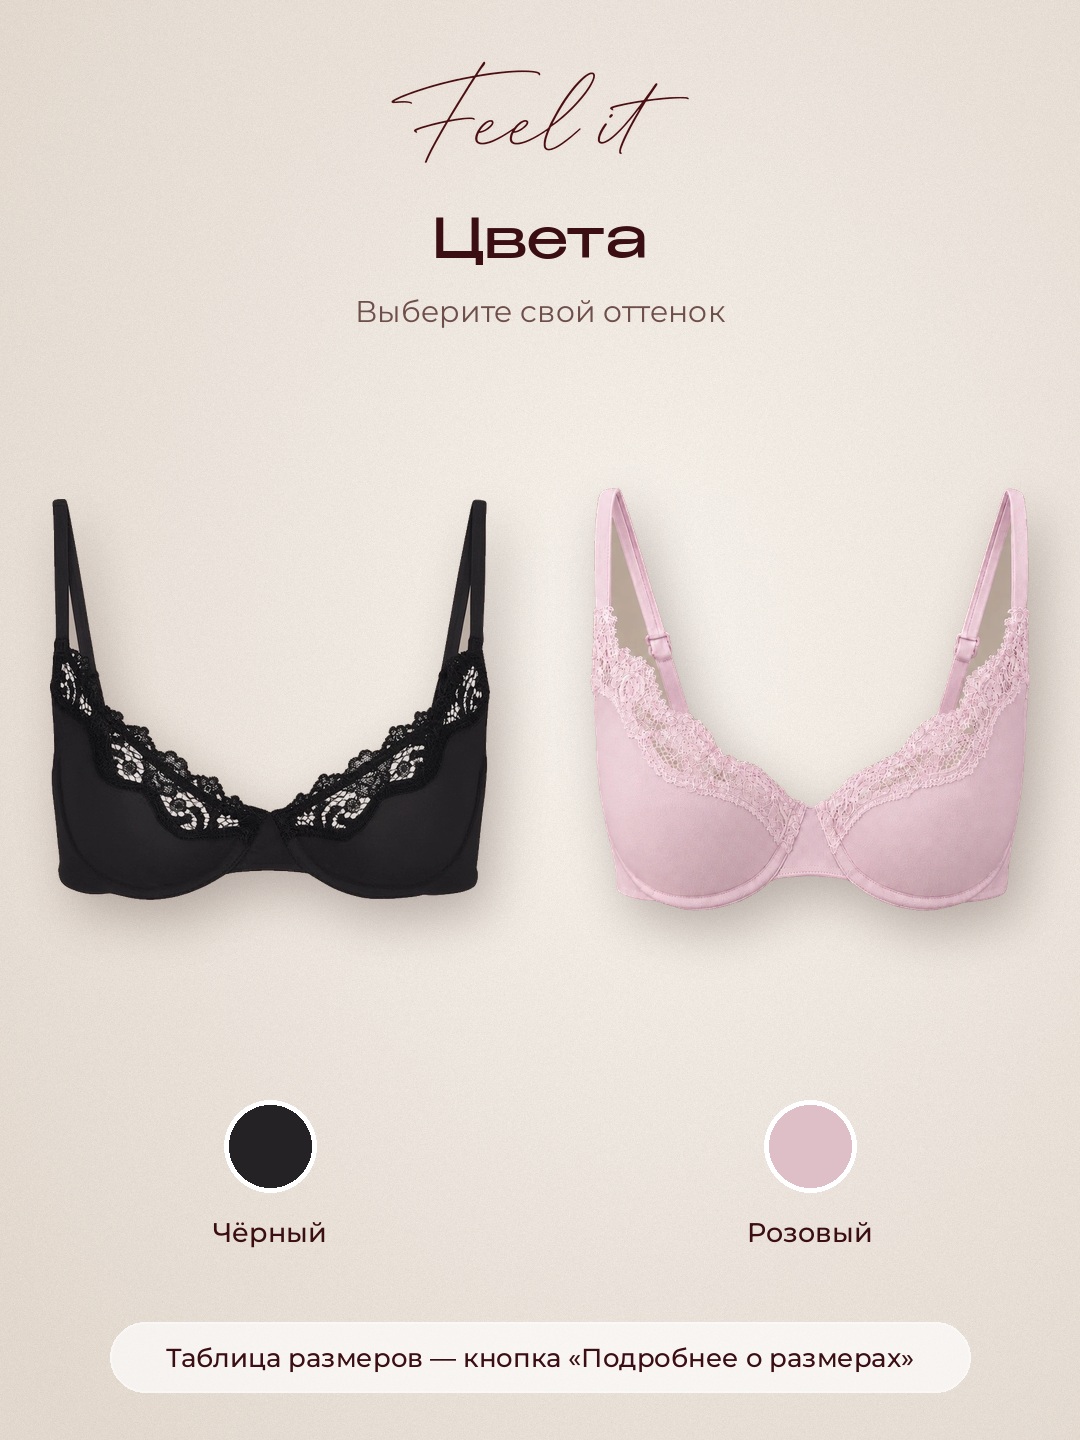 Feel it
Цвета
Выберите свой оттенок
Чёрный
Розовый
Таблица размеров — кнопка «Подробнее о размерах»